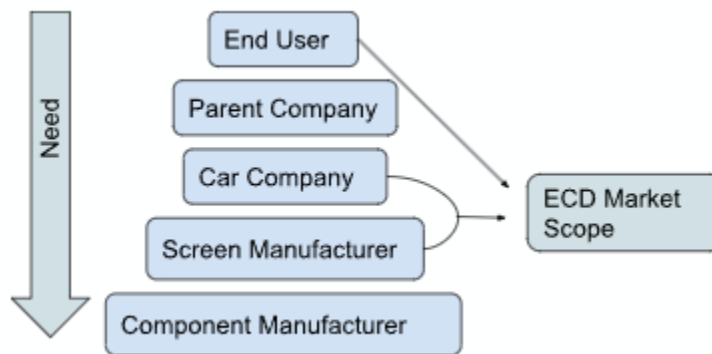 End User
Need
Parent Company
Car Company
ECD Market
Scope
Screen Manufacturer
Component Manufacturer